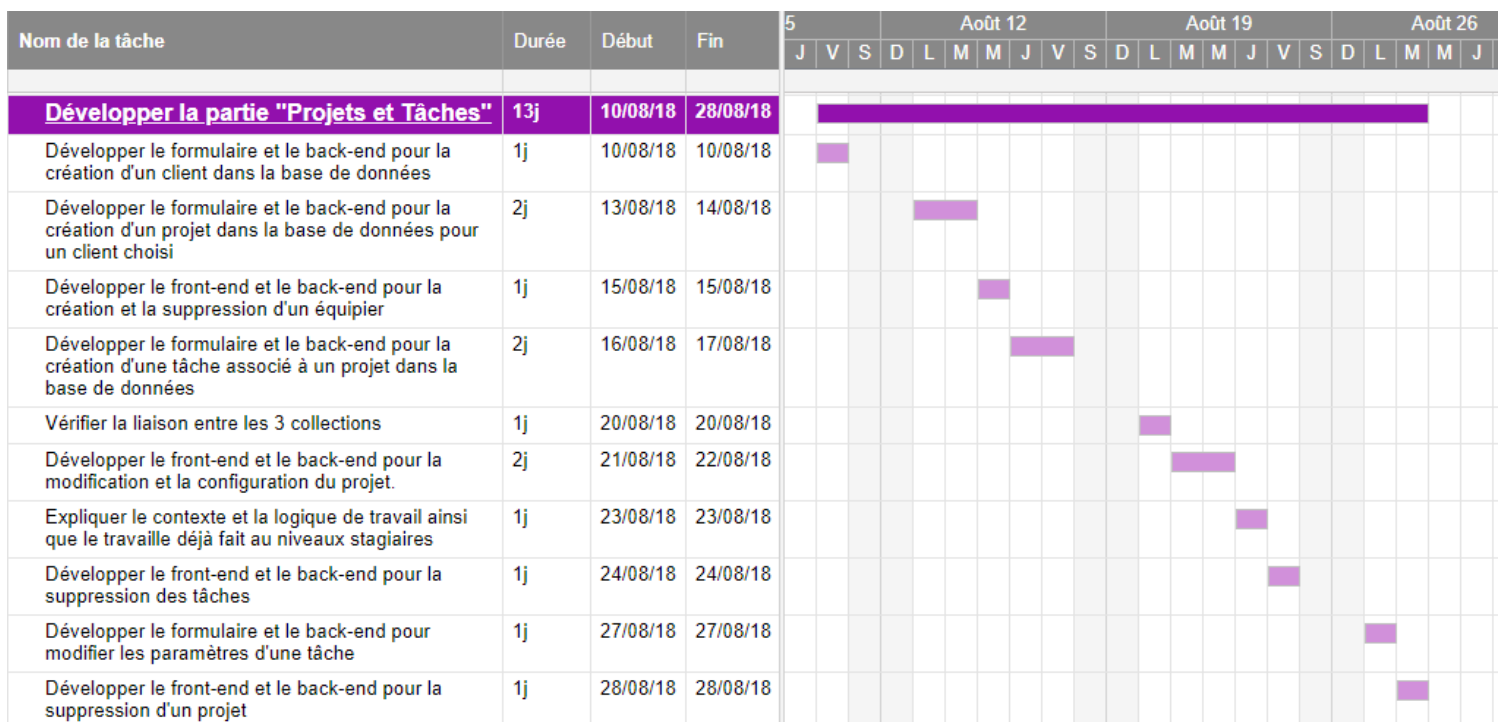 5 Août 12 Août 19 Août 26
Nom de la tâche Durée Début Fin
J V S D L M M J V S D L M M J V S D L M M J
Développer la partie "Projets et Tâches" 13j 10/08/18 28/08/18
Développer le formulaire et le back-end pour la 1j 10/08/18 10/08/18
création d'un client dans la base de données
Développer le formulaire et le back-end pour la 2j 13/08/18 14/08/18
création d'un projet dans la base de données pour
un client choisi
Développer le front-end et le back-end pour la 1j 15/08/18 15/08/18
création et la suppression d'un équipier
Développer le formulaire et le back-end pour la 2j 16/08/18 17/08/18
création d'une tâche associé à un projet dans la
base de données
Vérifier la liaison entre les 3 collections 1j 20/08/18 20/08/18
Développer le front-end et le back-end pour la 2j 21/08/18 22/08/18
modification et la configuration du projet.
Expliquer le contexte et la logique de travail ainsi 1j 23/08/18 23/08/18
que le travaille déjà fait au niveaux stagiaires
Développer le front-end et le back-end pour la 1j 24/08/18 24/08/18
suppression des tâches
Développer le formulaire et le back-end pour 1j 27/08/18 27/08/18
modifier les paramètres d'une tâche
Développer le front-end et le back-end pour la 1j 28/08/18 28/08/18
suppression d'un projet